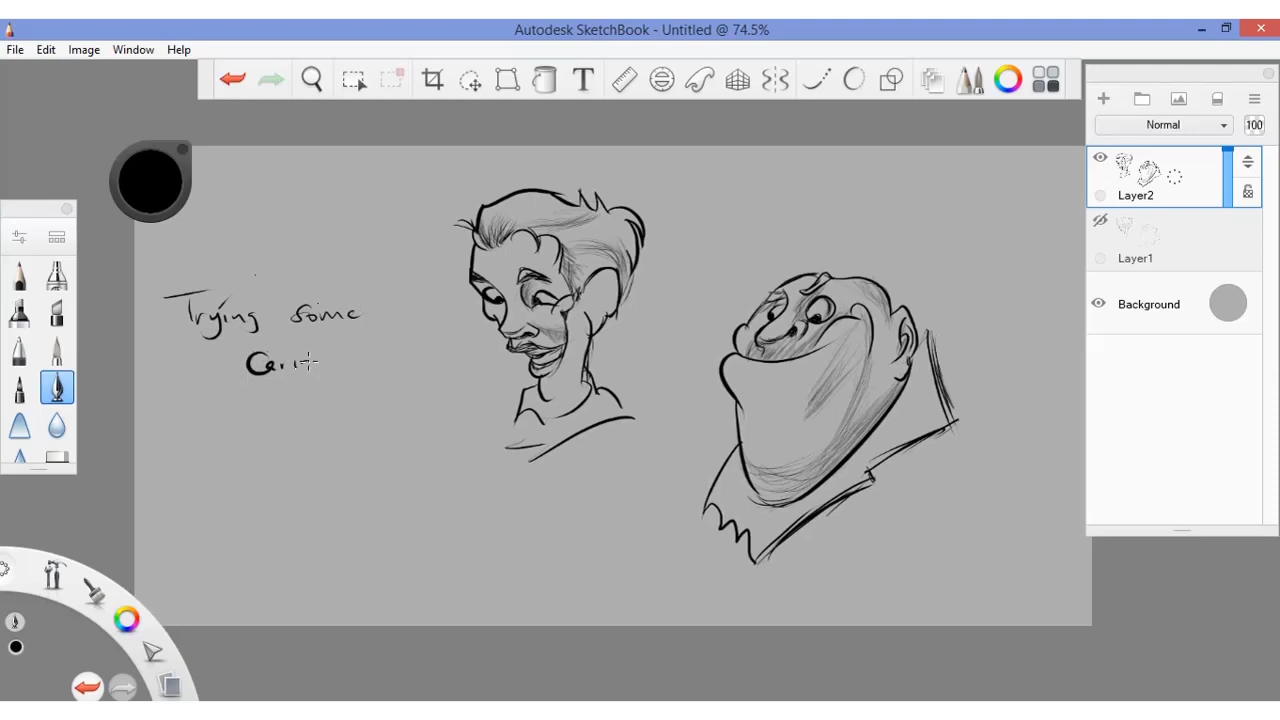 Autodesk SketchBook - Untitled @ 74.5%
File Edit Image Window Help
T
Normal 100
Layer2
Layer1
Background
Trying some